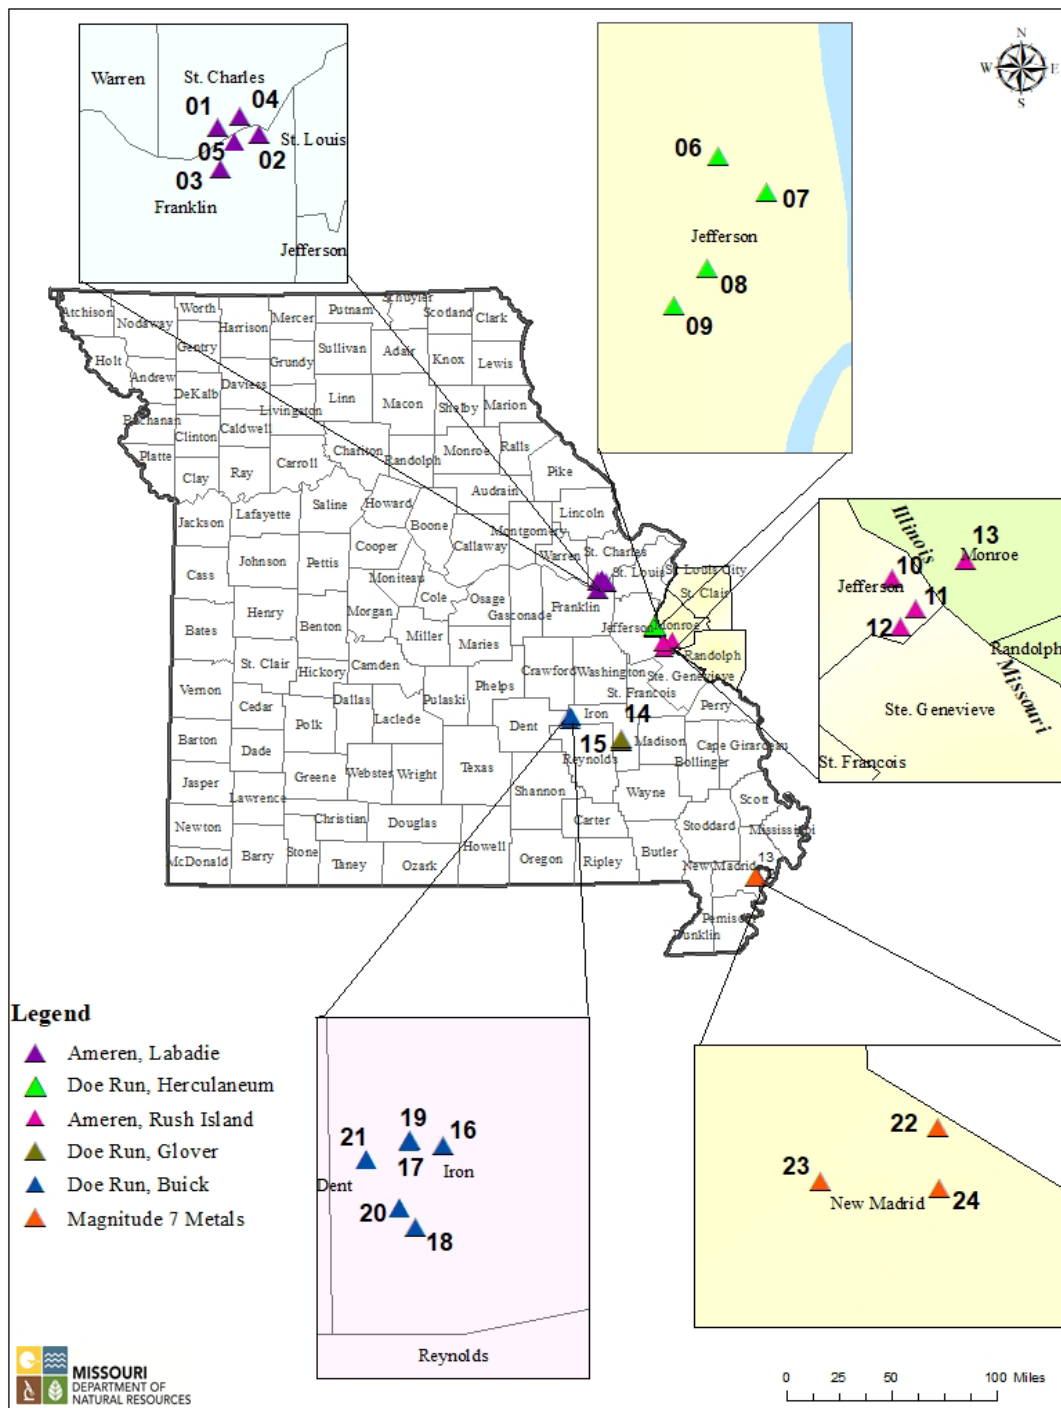 N
W E
S
Warren
St. Charles
01
04
05
02
St. Louis
03
Franklin
Jefferson
06
07
Jefferson
08
09
Illinois
13
Monroe
10
Jefferson
11
12
Randolph
Missouri
Ste. Genevieve
St. Francois
Atchison
Nodaway
Worth
Harrison
Mercer
Putnam
Schuyler
Scotland
Clark
Holt
Andrew
Gentry
Grundy
Sullivan
Adair
Knox
Lewis
DeKalb
Daviess
Livingston
Linn
Macon
Shelby
Marion
Buchanan
Clinton
Caldwell
Chariton
Randolph
Monroe
Ralls
Platte
Clay
Ray
Carroll
Pike
Audrain
Saline
Howard
Lincoln
Jackson
Lafayette
Boone
Montgomery
Cooper
Callaway
Warren
St. Charles
Cass
Johnson
Pettis
Moniteau
St. Louis
St. Louis City
St. Clair
Cole
Osage
Gasconade
Franklin
Henry
Morgan
Bates
Benton
Miller
Maries
Jefferson
Monroe
Randolph
St. Clair
Hickory
Camden
Crawford
Washington
Ste. Genevieve
Vernon
Cedar
Dallas
Pulaski
Phelps
St. Francois
Perry
Polk
Laclede
Dent
Iron
14
Barton
Dade
15
Reynolds
Madison
Cape Girardeau
Bollinger
Jasper
Greene
Webster
Wright
Texas
Shannon
Wayne
Lawrence
Scott
Newton
Christian
Douglas
Carter
Stoddard
Mississippi
McDonald
Barry
Stone
Taney
Ozark
Howell
Oregon
Ripley
Butler
New Madrid
13
Pemiscot
Dunklin
Legend
Ameren, Labadie
Doe Run, Herculaneum
Ameren, Rush Island
Doe Run, Glover
Doe Run, Buick
Magnitude 7 Metals
19
16
21
17
Iron
Dent
20
18
Reynolds
22
23
New Madrid
24
MISSOURI
DEPARTMENT OF
NATURAL RESOURCES
0 25 50 100 Miles